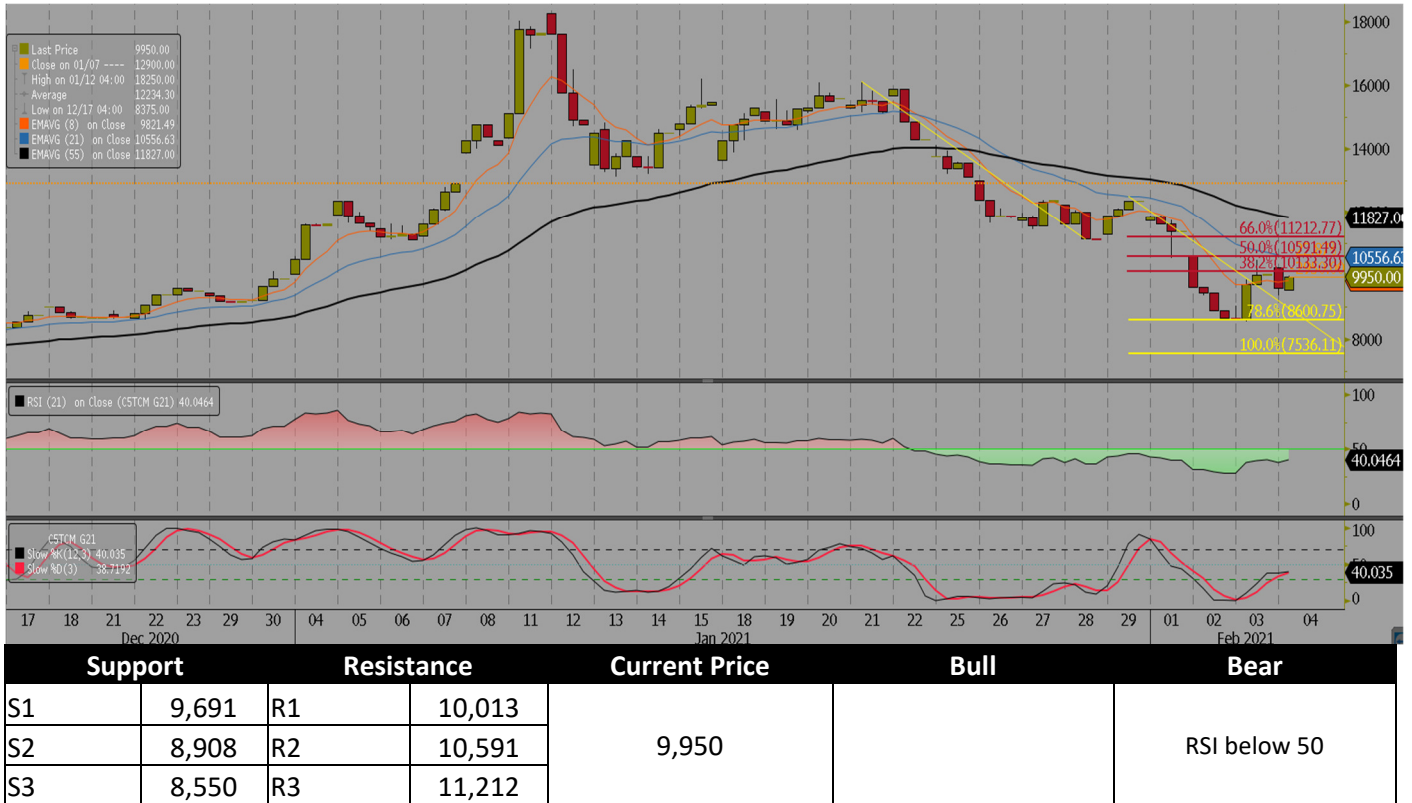 Last Price 9950.00
Close on 01/07 ---- 12900.00
High on 01/12 04:00 18250.00
Average 12234.30
Low on 12/17 04:00 8375.00
EMAVG (8) on Close 9821.49
EMAVG (21) on Close 10556.63
EMAVG (55) on Close 11827.00
18000
16000
14000
11827.00
66.0%(11212.77)
50.0%(10591.49)
10556.63
38.2%(10133.30)
9950.00
78.6%(8600.75)
8000
100.0%(7536.11)
RSI (21) on Close (C5TCM G21) 40.0464
100
50
40.0464
0
C5TCM G21
Slow %K(12,3) 40.035
Slow %D(3) 38.7192
100
40.035
0
17 18 21 22 23 29 30 04 05 06 07 08 11 12 13 14 15 18 19 20 21 22 25 26 27 28 29 01 02 03 04
Dec 2020 Jan 2021 Feb 2021
Support Resistance Current Price Bull Bear
S1 9,691 R1 10,013
S2 8,908 R2 10,591 9,950 RSI below 50
S3 8,550 R3 11,212